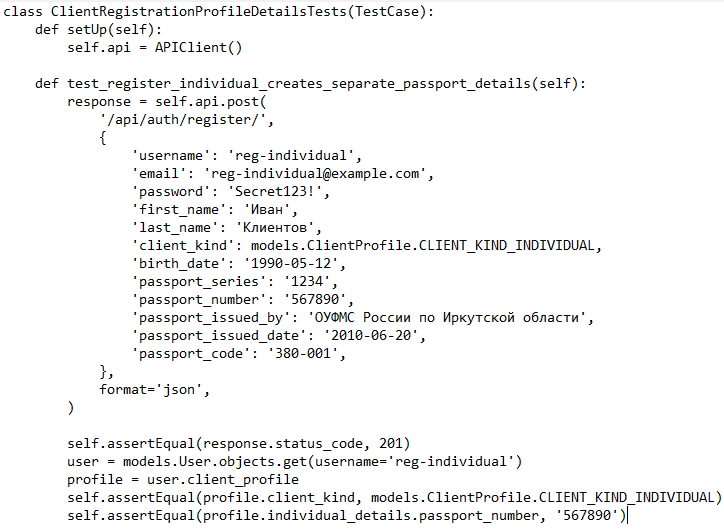 class ClientRegistrationProfileDetailsTests(TestCase):
    def setUp(self):
        self.api = APIClient()

    def test_register_individual_creates_separate_passport_details(self):
        response = self.api.post(
            '/api/auth/register/',
            {
                'username': 'reg-individual',
                'email': 'reg-individual@example.com',
                'password': 'Secret123!',
                'first_name': 'Иван',
                'last_name': 'Клиентов',
                'client_kind': models.ClientProfile.CLIENT_KIND_INDIVIDUAL,
                'birth_date': '1990-05-12',
                'passport_series': '1234',
                'passport_number': '567890',
                'passport_issued_by': 'ОУФМС России по Иркутской области',
                'passport_issued_date': '2010-06-20',
                'passport_code': '380-001',
            },
            format='json',
        )

        self.assertEqual(response.status_code, 201)
        user = models.User.objects.get(username='reg-individual')
        profile = user.client_profile
        self.assertEqual(profile.client_kind, models.ClientProfile.CLIENT_KIND_INDIVIDUAL)
        self.assertEqual(profile.individual_details.passport_number, '567890')